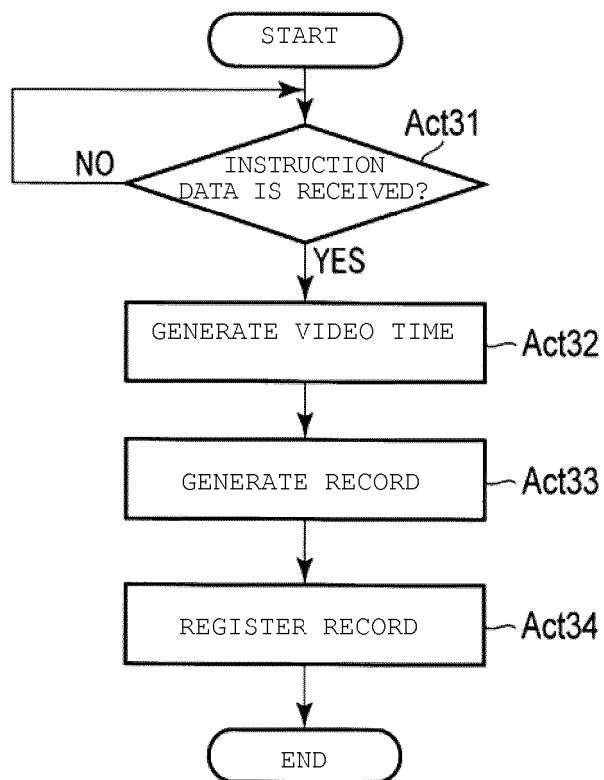 START
Act31
INSTRUCTION
DATA IS RECEIVED?
NO
YES
GENERATE VIDEO TIME
Act32
GENERATE RECORD
Act33
REGISTER RECORD
Act34
END